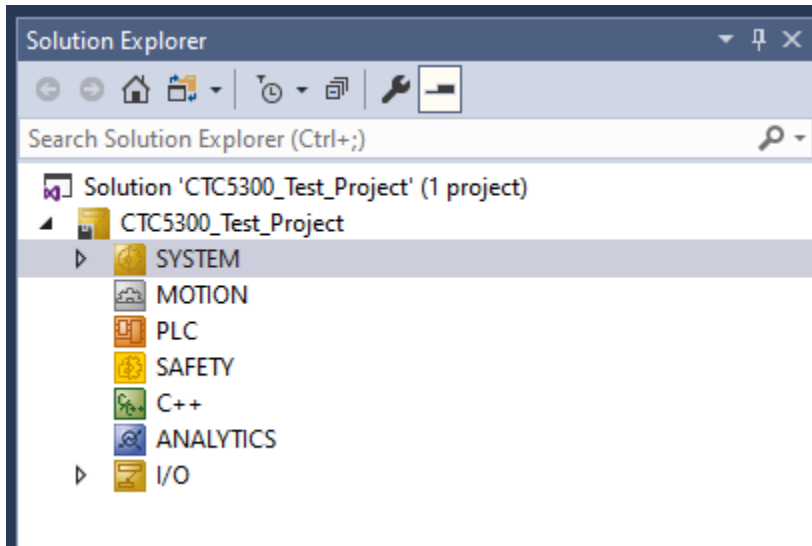 Solution Explorer
Search Solution Explorer (Ctrl+;)
Solution 'CTC5300_Test_Project' (1 project)
CTC5300_Test_Project
SYSTEM
MOTION
PLC
SAFETY
C++
ANALYTICS
I/O